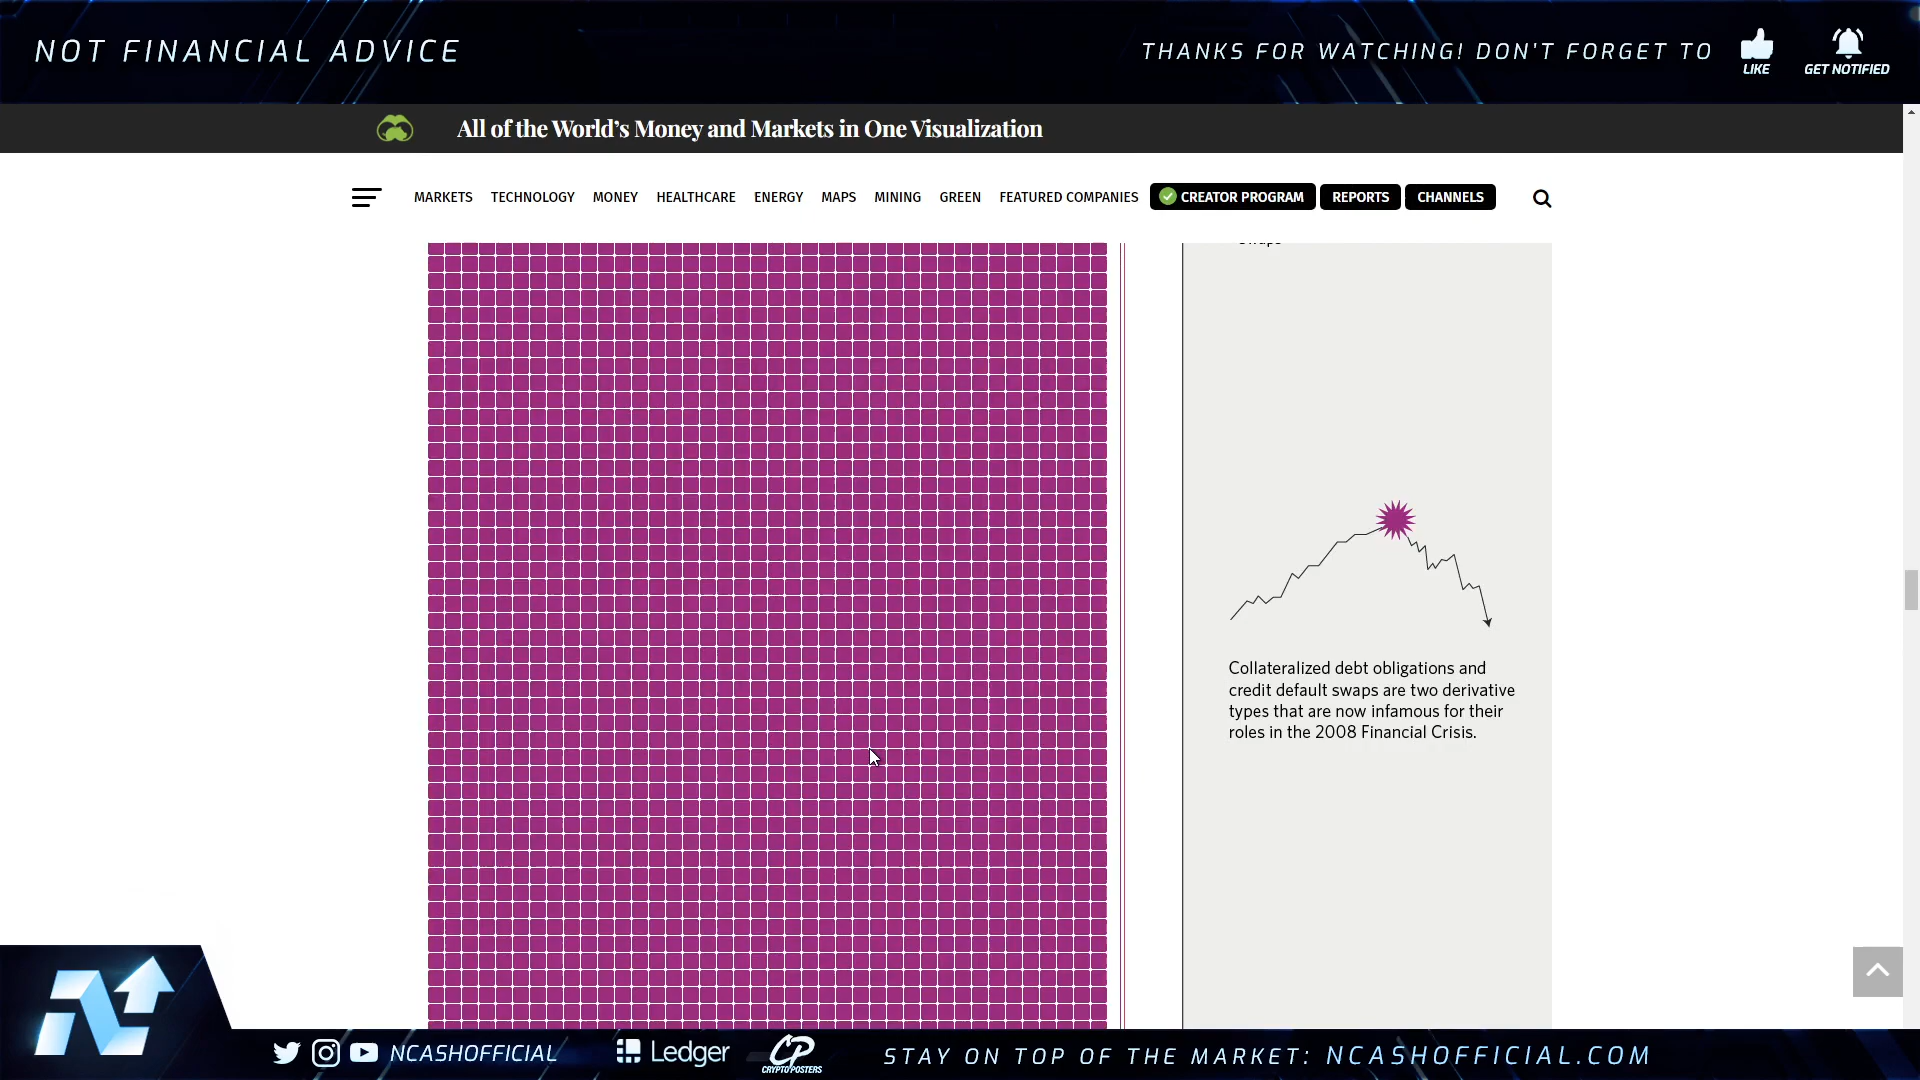 NOT FINANCIAL ADVICE
THANKS FOR WATCHING! DON'T FORGET TO
LIKE
GET NOTIFIED
All of the World's Money and Markets in One Visualization
MARKETS TECHNOLOGY MONEY HEALTHCARE ENERGY MAPS MINING GREEN FEATURED COMPANIES CREATOR PROGRAM REPORTS CHANNELS
Collateralized debt obligations and
credit default swaps are two derivative
types that are now infamous for their
roles in the 2008 Financial Crisis.
NCASHOFFICIAL
Ledger
CP
CRYPTO POSTERS
STAY ON TOP OF THE MARKET: NCASHOFFICIAL.COM